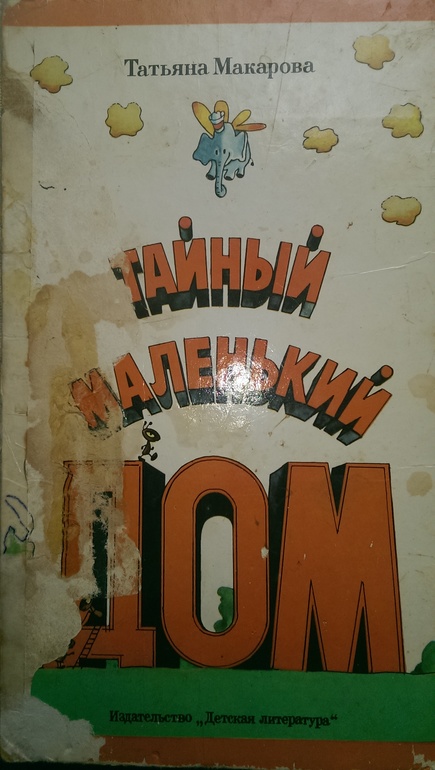 Татьяна Макарова
ТАЙНЫЙ
МАЛЕНЬКИЙ
ДОМ
Издательство „Детская литература“